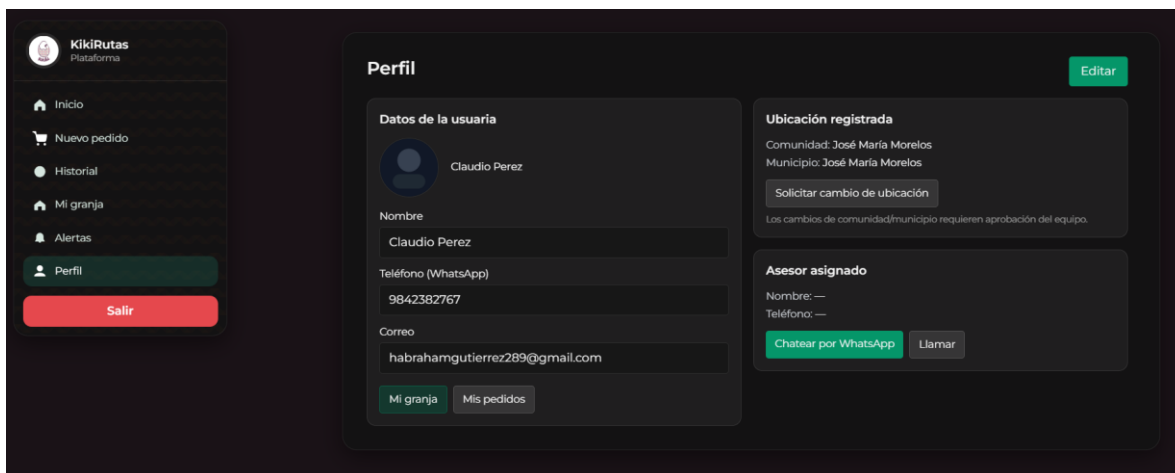 KikiRutas
Plataforma
Inicio
Nuevo pedido
Historial
Mi granja
Alertas
Perfil
Salir
Perfil
Editar
Datos de la usuaria
Claudio Perez
Nombre
Claudio Perez
Teléfono (WhatsApp)
9842382767
Correo
habrahamgutierrez289@gmail.com
Mi granja
Mis pedidos
Ubicación registrada
Comunidad: José María Morelos
Municipio: José María Morelos
Solicitar cambio de ubicación
Los cambios de comunidad/municipio requieren aprobación del equipo.
Asesor asignado
Nombre: —
Teléfono: —
Chatear por WhatsApp
Llamar